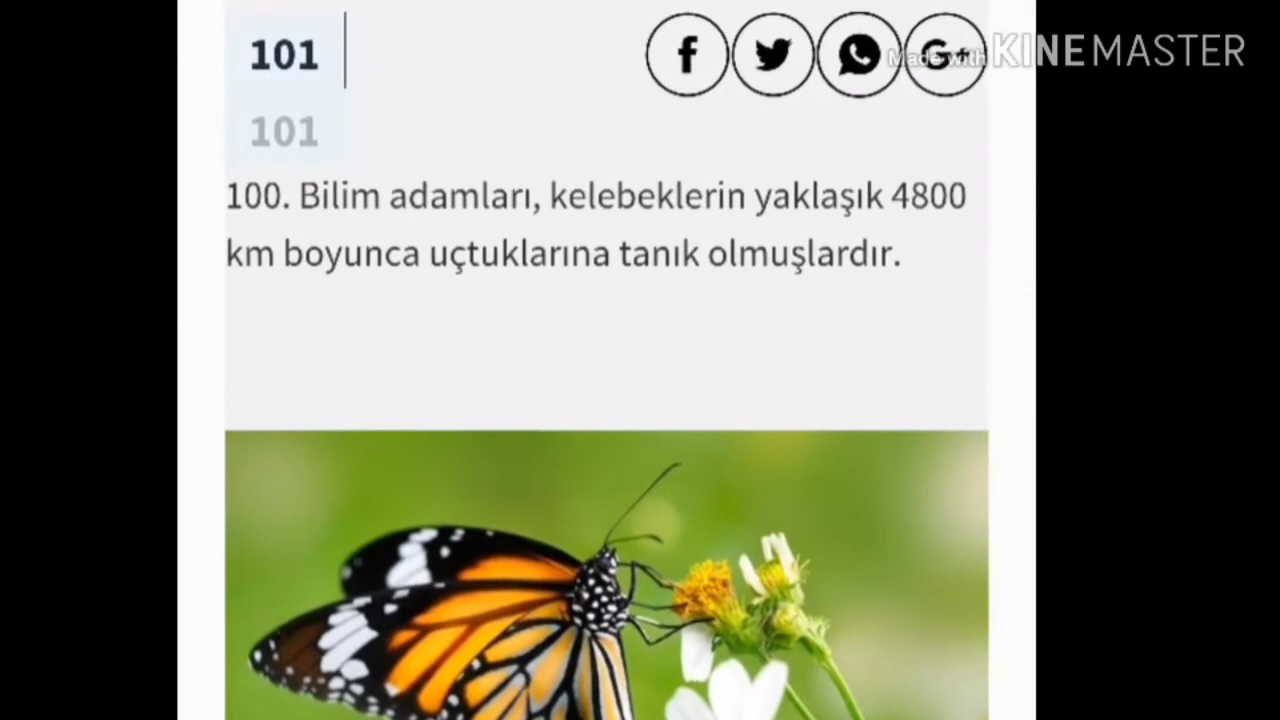 101
Made with KINEMASTER
101
100. Bilim adamları, kelebeklerin yaklaşık 4800
km boyunca uçtuklarına tanık olmuşlardır.